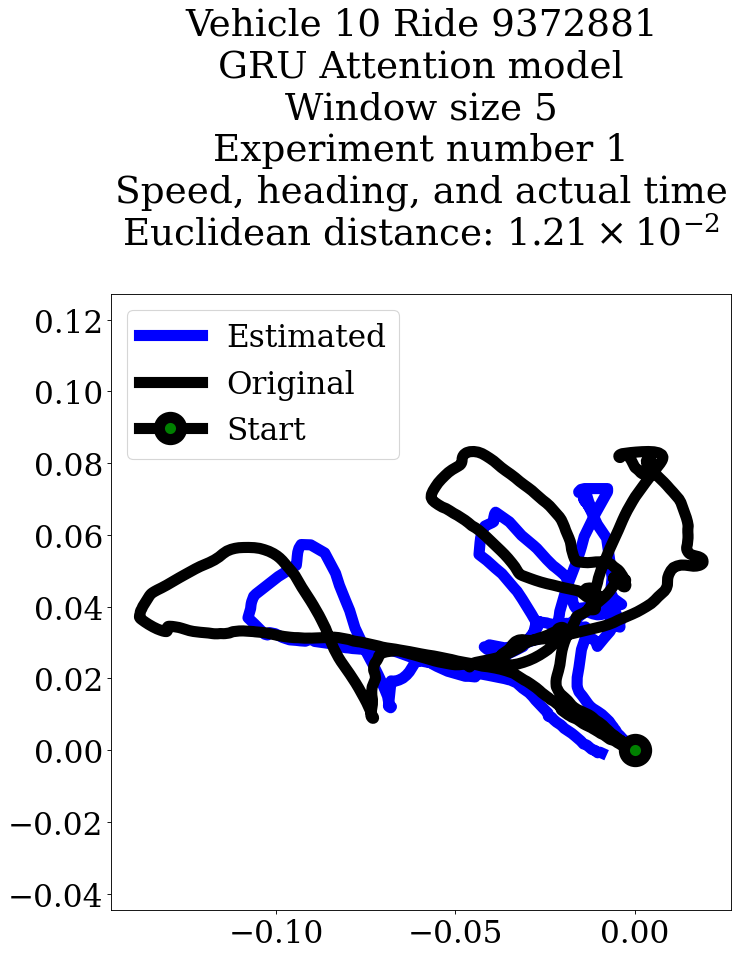 Vehicle 10 Ride 9372881
GRU Attention model
Window size 5
Experiment number 1
Speed, heading, and actual time
Euclidean distance: 1.21 × 10⁻²
Estimated
Original
Start
0.12
0.10
0.08
0.06
0.04
0.02
0.00
−0.02
−0.04
−0.10 −0.05 0.00